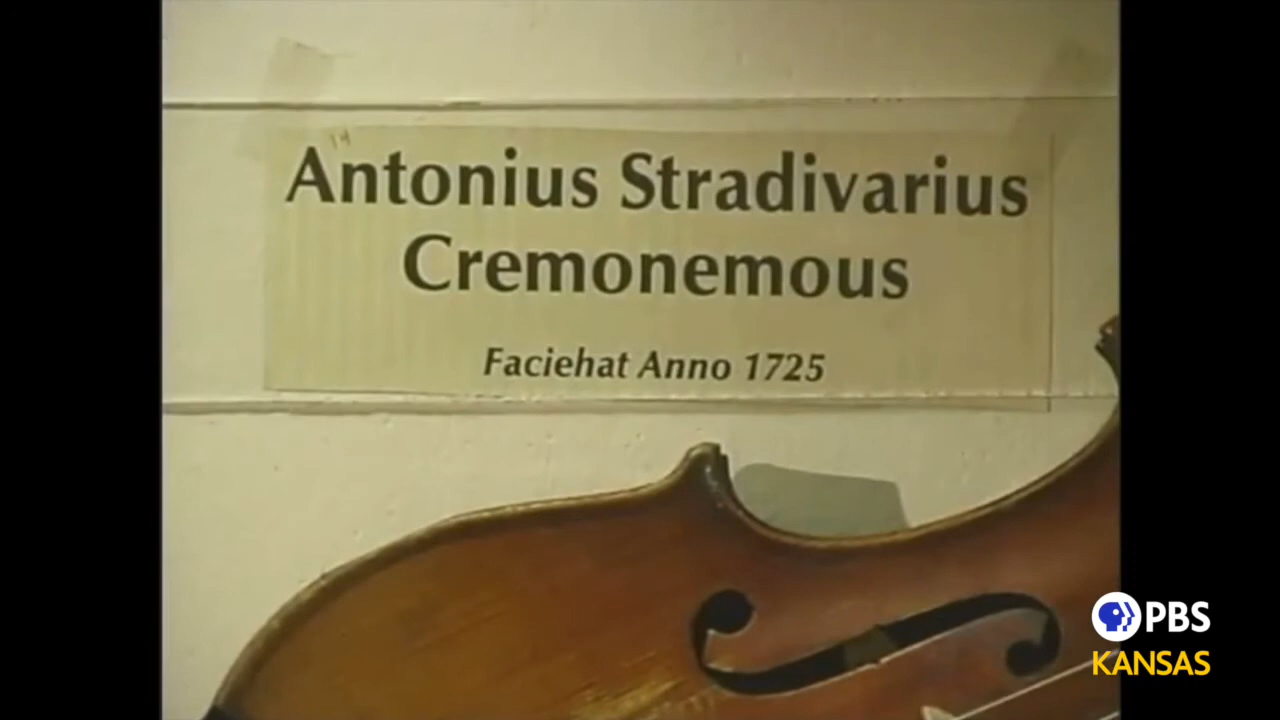 Antonius Stradivarius
Cremonemous
Faciehat Anno 1725
PBS
KANSAS